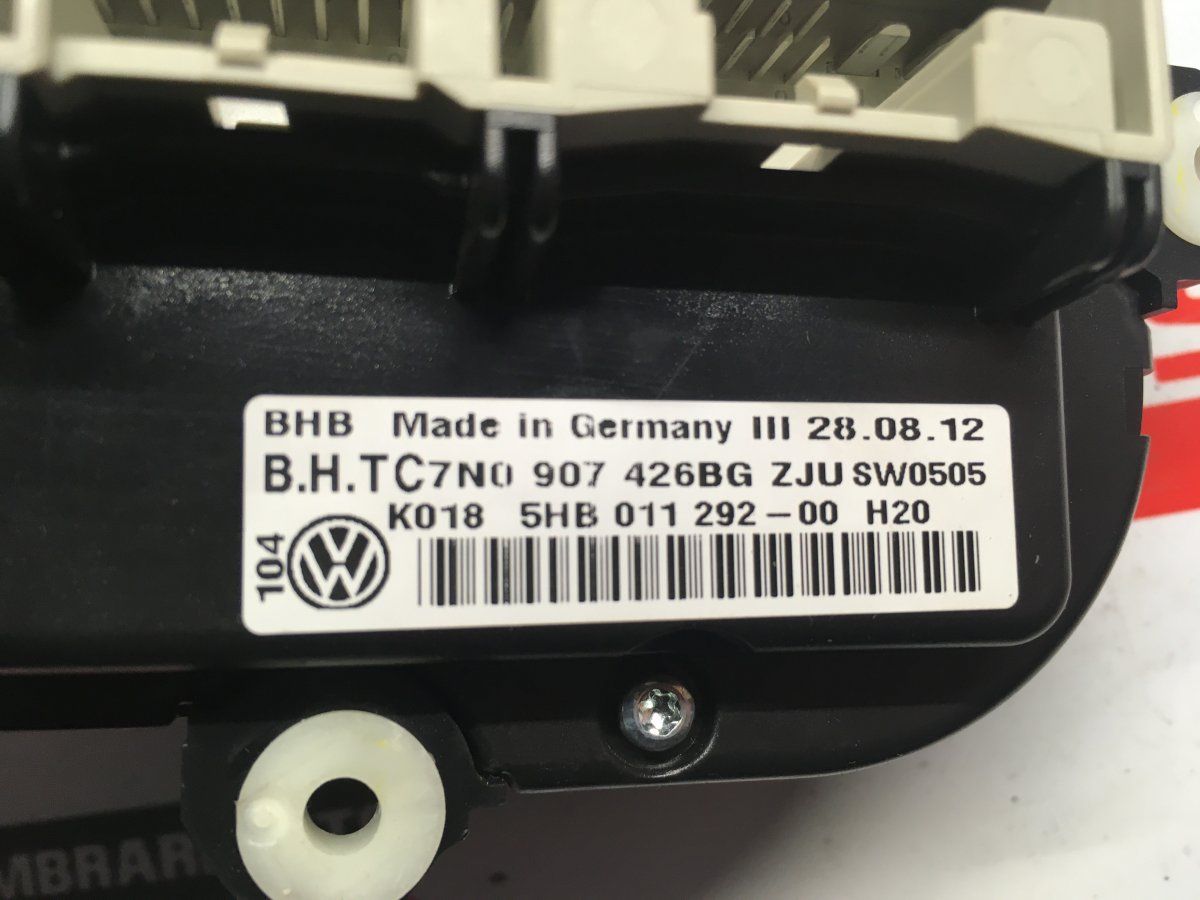 BHB Made in Germany III 28.08.12
B.H.TC7N0 907 426BG ZJU SW0505
K018 5HB 011 292-00 H20
104